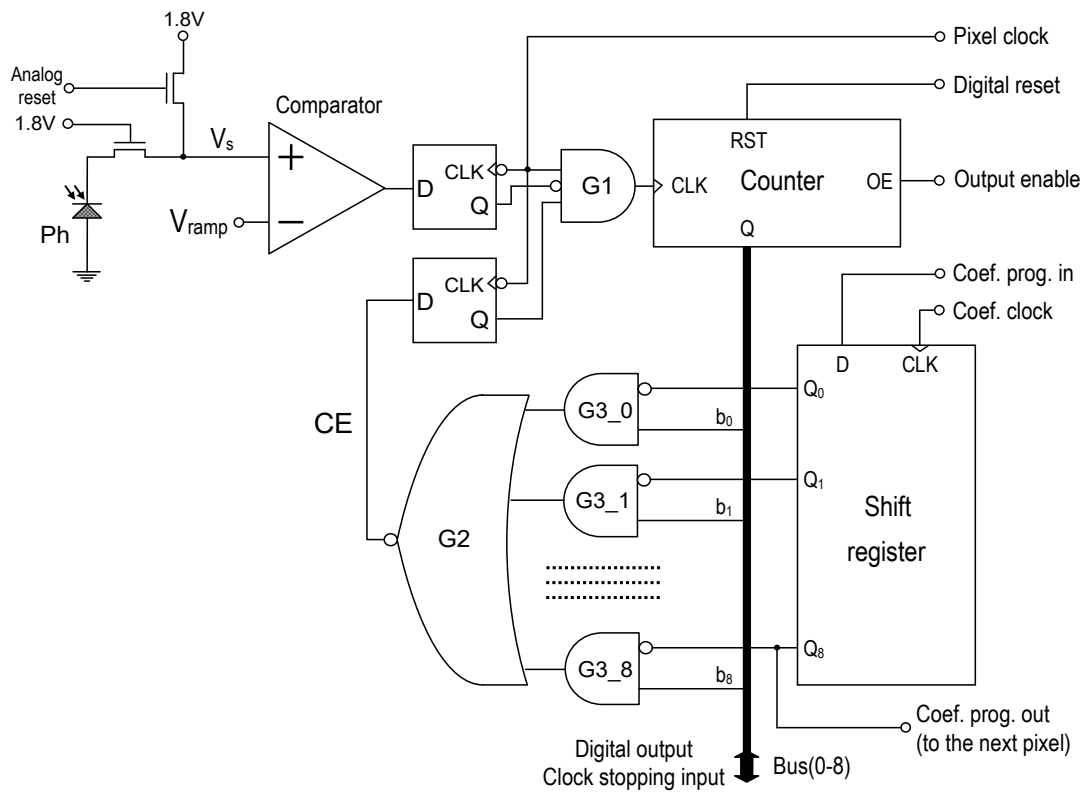 1.8V
Pixel clock
Analog
reset
Comparator
Digital reset
1.8V
Vs
RST
D
CLK
Q
G1
CLK
Counter
OE
Output enable
Vramp
Ph
Q
D
CLK
Q
Coef. prog. in
Coef. clock
D
CLK
CE
G3_0
Q0
b0
G3_1
Q1
b1
G2
Shift
register
G3_8
Q8
b8
Coef. prog. out
(to the next pixel)
Digital output
Clock stopping input
Bus(0-8)